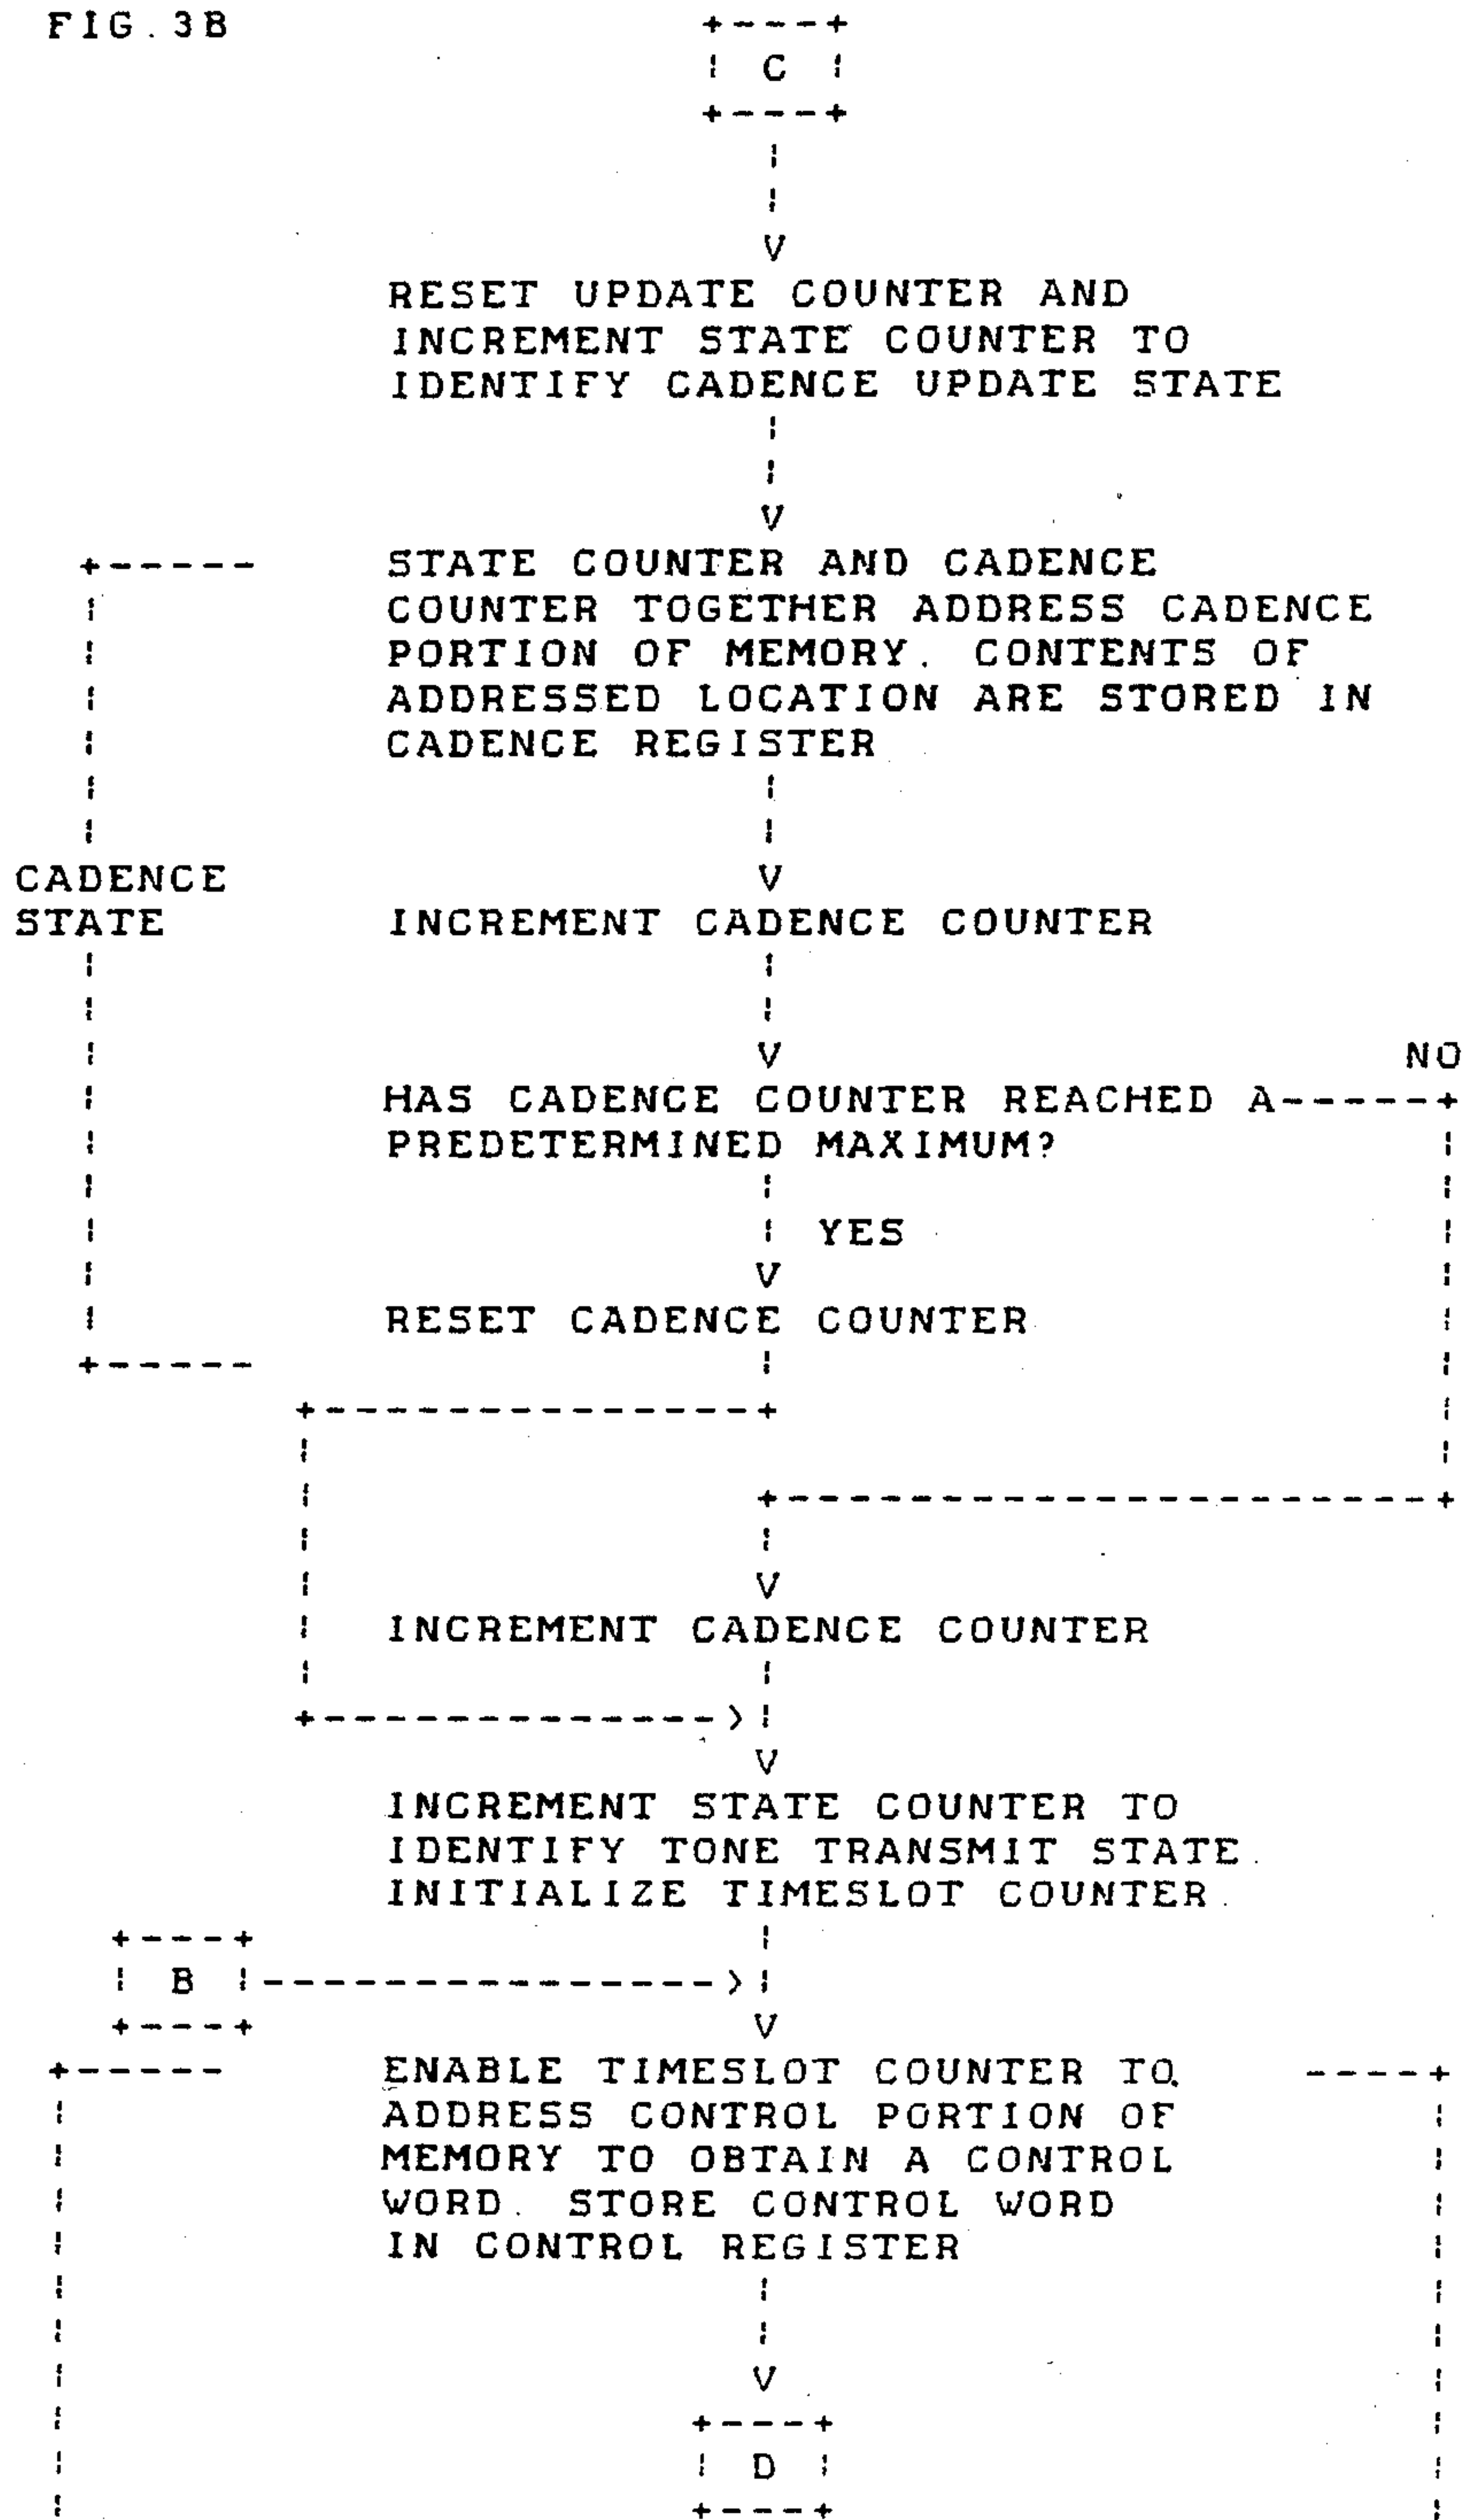 FIG. 3B
C
RESET UPDATE COUNTER AND
INCREMENT STATE COUNTER TO
IDENTIFY CADENCE UPDATE STATE
STATE COUNTER AND CADENCE
COUNTER TOGETHER ADDRESS CADENCE
PORTION OF MEMORY. CONTENTS OF
ADDRESSED LOCATION ARE STORED IN
CADENCE REGISTER
CADENCE
STATE
INCREMENT CADENCE COUNTER
NO
HAS CADENCE COUNTER REACHED A
PREDETERMINED MAXIMUM?
YES
RESET CADENCE COUNTER
INCREMENT CADENCE COUNTER
INCREMENT STATE COUNTER TO
IDENTIFY TONE TRANSMIT STATE.
INITIALIZE TIMESLOT COUNTER.
B
ENABLE TIMESLOT COUNTER TO
ADDRESS CONTROL PORTION OF
MEMORY TO OBTAIN A CONTROL
WORD. STORE CONTROL WORD
IN CONTROL REGISTER
D